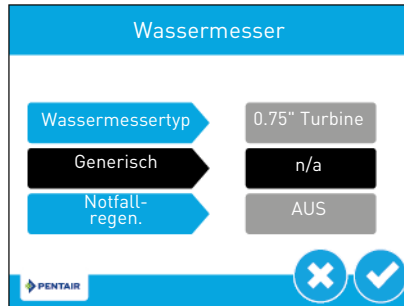 Wassermesser
Wassermessertyp
0.75" Turbine
Generisch
n/a
Notfall-
regen.
AUS
PENTAIR